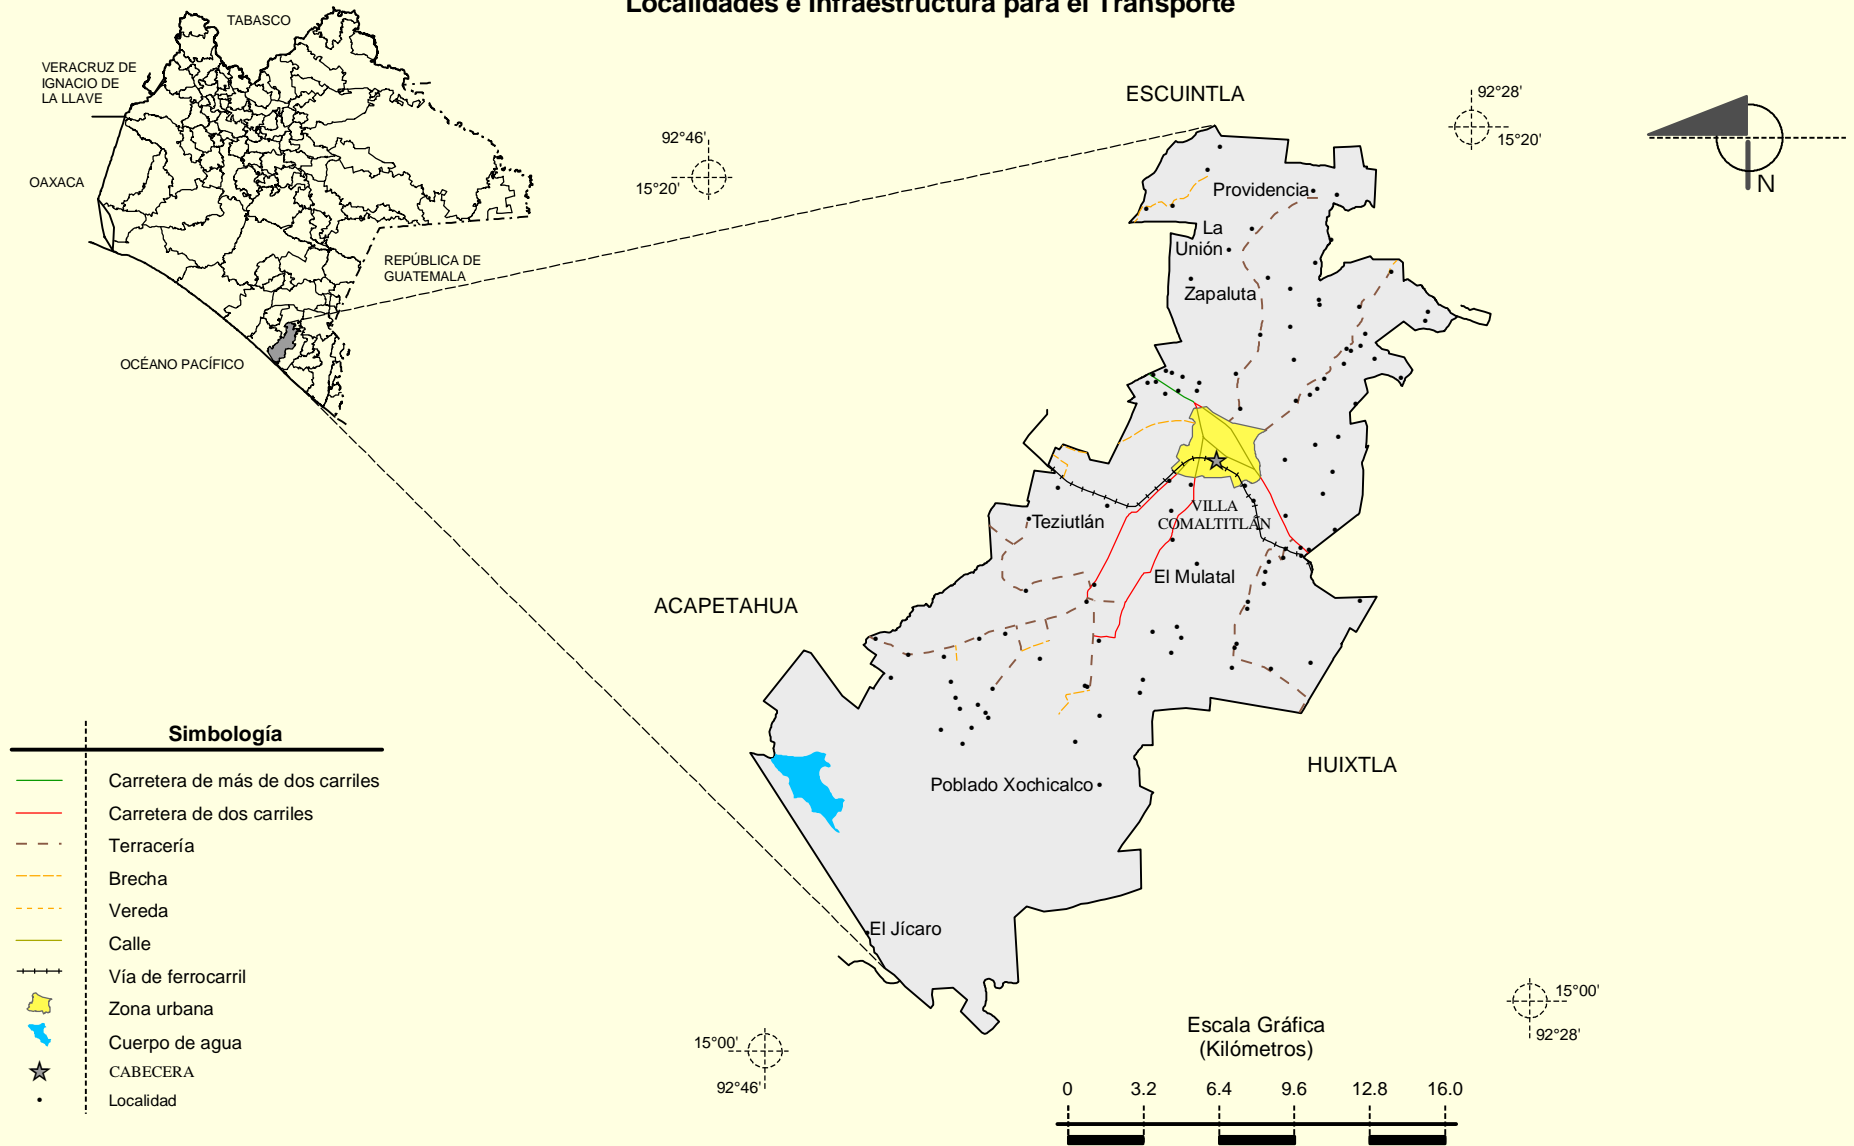 Localidades e Infraestructura para el Transporte
TABASCO
VERACRUZ DE
IGNACIO DE
LA LLAVE
OAXACA
REPÚBLICA DE
GUATEMALA
OCÉANO PACÍFICO
ESCUINTLA
92°46'
15°20'
92°28'
15°20'
N
Providencia
La
Unión
Zapaluta
Teziutlán
VILLA
COMALTITLÁN
El Mulatal
ACAPETAHUA
HUIXTLA
Poblado Xochicalco
El Jícaro
Simbología
Carretera de más de dos carriles
Carretera de dos carriles
Terracería
Brecha
Vereda
Calle
Vía de ferrocarril
Zona urbana
Cuerpo de agua
CABECERA
Localidad
15°00'
92°46'
15°00'
92°28'
Escala Gráfica
(Kilómetros)
0 3.2 6.4 9.6 12.8 16.0